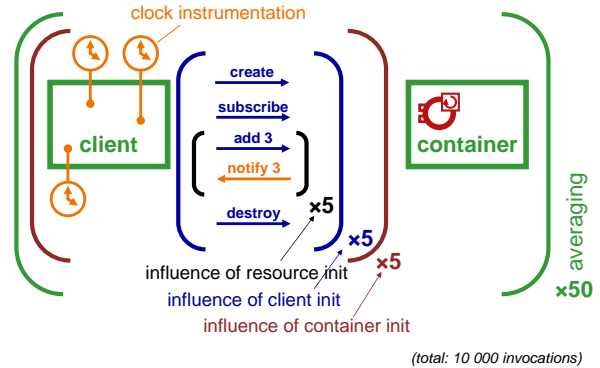 clock instrumentation
create
subscribe
add 3
notify 3
destroy
client
container
×5
×5
×5
averaging
×50
influence of resource init
influence of client init
influence of container init
(total: 10 000 invocations)